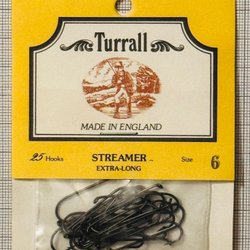 Turrall
MADE IN ENGLAND
25 Hooks STREAMER Size 6
EXTRA-LONG